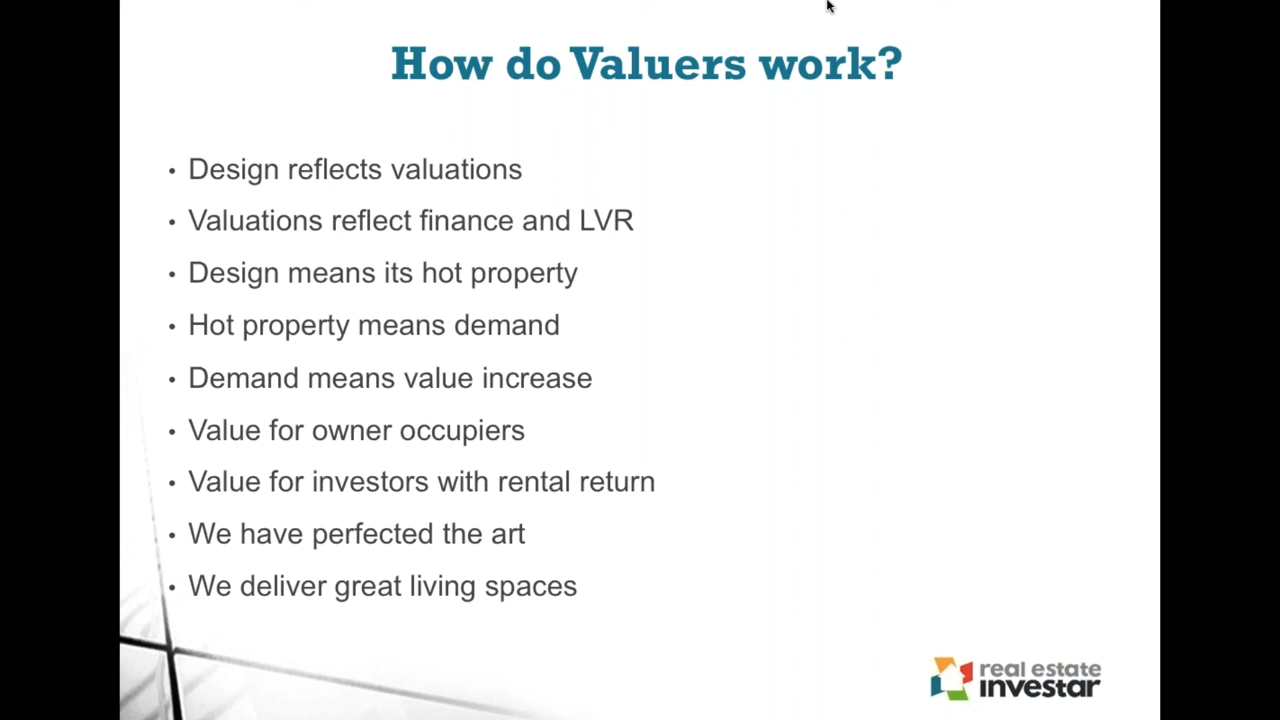 How do Valuers work?
• Design reflects valuations
• Valuations reflect finance and LVR
• Design means its hot property
• Hot property means demand
• Demand means value increase
• Value for owner occupiers
• Value for investors with rental return
• We have perfected the art
• We deliver great living spaces
real estate
investar